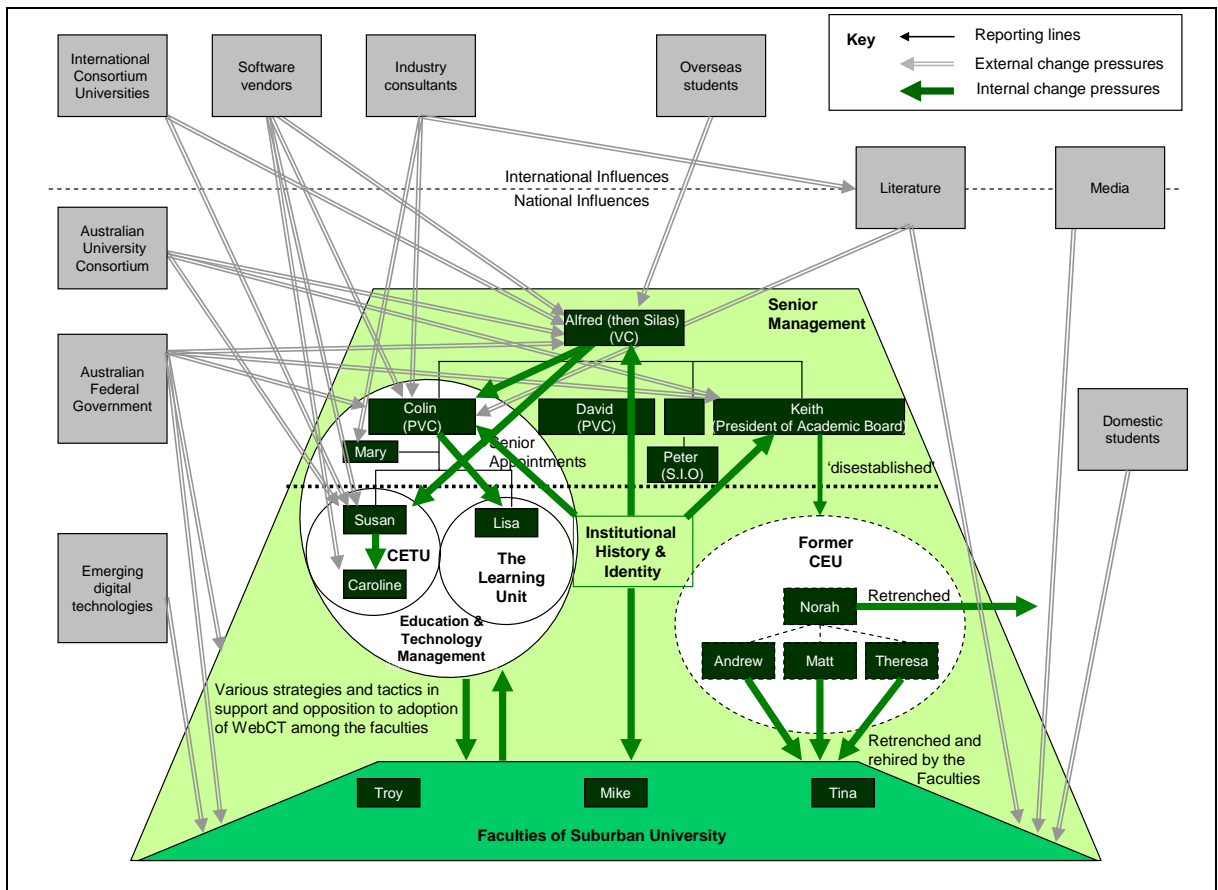 International
Consortium
Universities
Software
vendors
Industry
consultants
Overseas
students
Key
Reporting lines
External change pressures
Internal change pressures
International Influences
National Influences
Literature
Media
Australian
University
Consortium
Senior
Management
Alfred (then Silas)
(VC)
Australian
Federal
Government
Colin
(PVC)
David
(PVC)
Keith
(President of Academic Board)
Domestic
students
Mary
Senior
Appointments
Peter
(S.I.O)
'disestablished'
Susan
Lisa
Institutional
History &
Identity
Former
CEU
CETU
The
Learning
Unit
Caroline
Emerging
digital
technologies
Norah
Retrenched
Education &
Technology
Management
Andrew
Matt
Theresa
Various strategies and tactics in
support and opposition to adoption
of WebCT among the faculties
Retrenched and
rehired by the
Faculties
Troy
Mike
Tina
Faculties of Suburban University